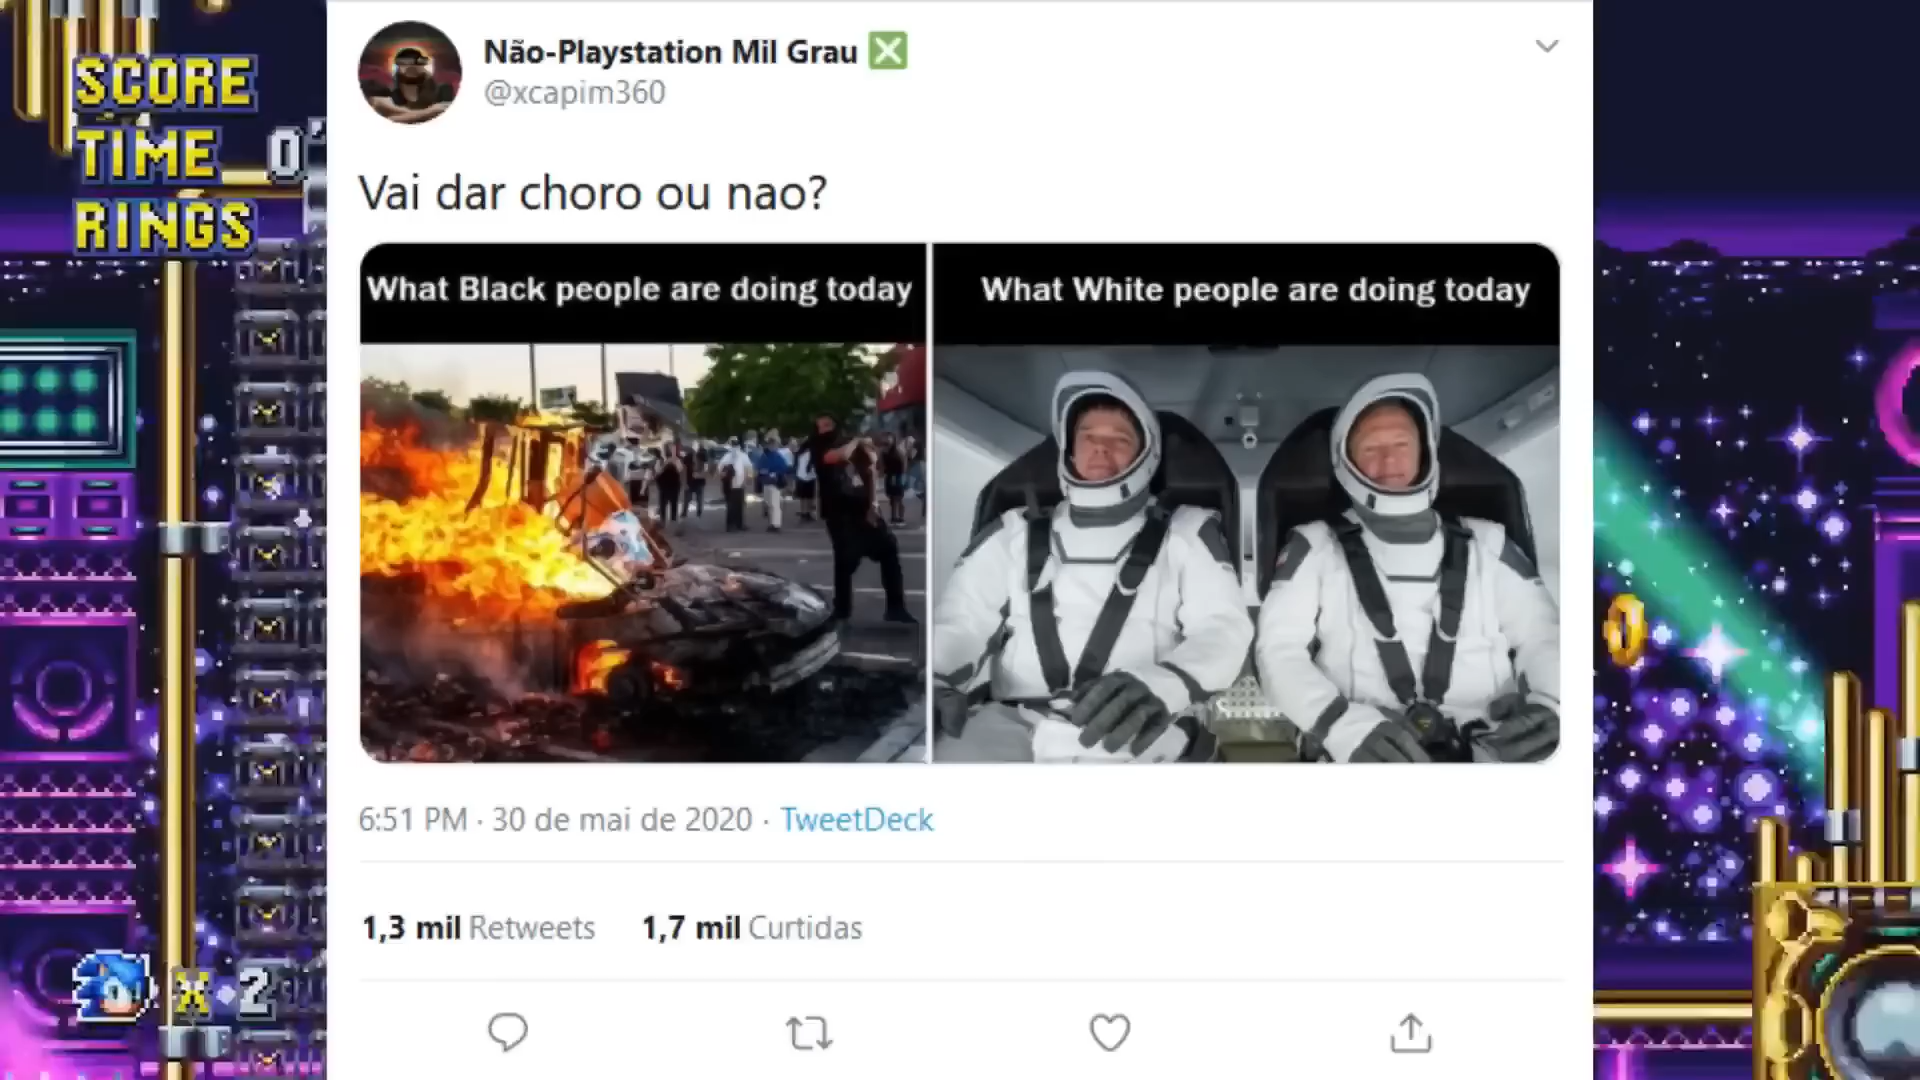 SCORE
TIME 0'
RINGS
X 2
Não-Playstation Mil Grau
@xcapim360
Vai dar choro ou nao?
What Black people are doing today
What White people are doing today
6:51 PM · 30 de mai de 2020 · TweetDeck
1,3 mil Retweets 1,7 mil Curtidas